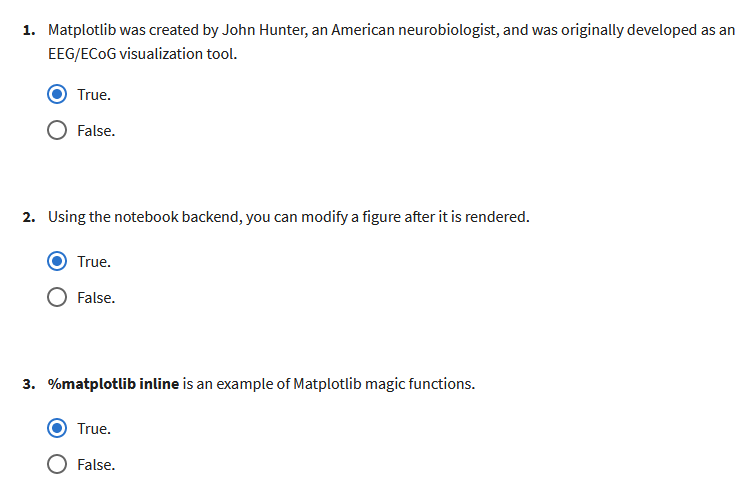 1. Matplotlib was created by John Hunter, an American neurobiologist, and was originally developed as an
EEG/ECoG visualization tool.
True.
False.
2. Using the notebook backend, you can modify a figure after it is rendered.
True.
False.
3. %matplotlib inline is an example of Matplotlib magic functions.
True.
False.